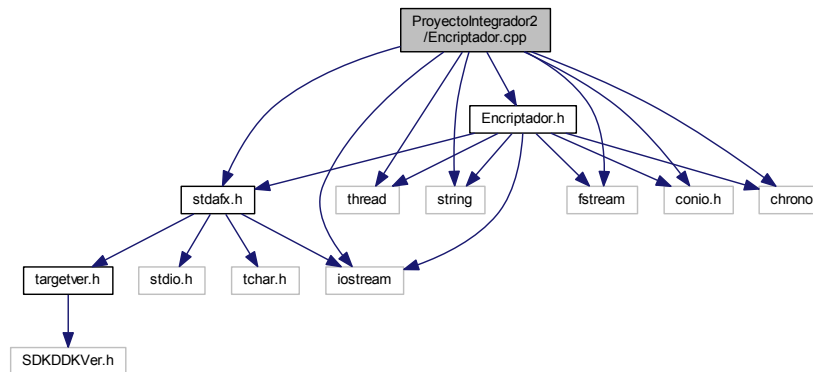 ProyectoIntegrador2
/Encriptador.cpp
Encriptador.h
stdafx.h
thread
string
fstream
conio.h
chrono
targetver.h
stdio.h
tchar.h
iostream
SDKDDKVer.h